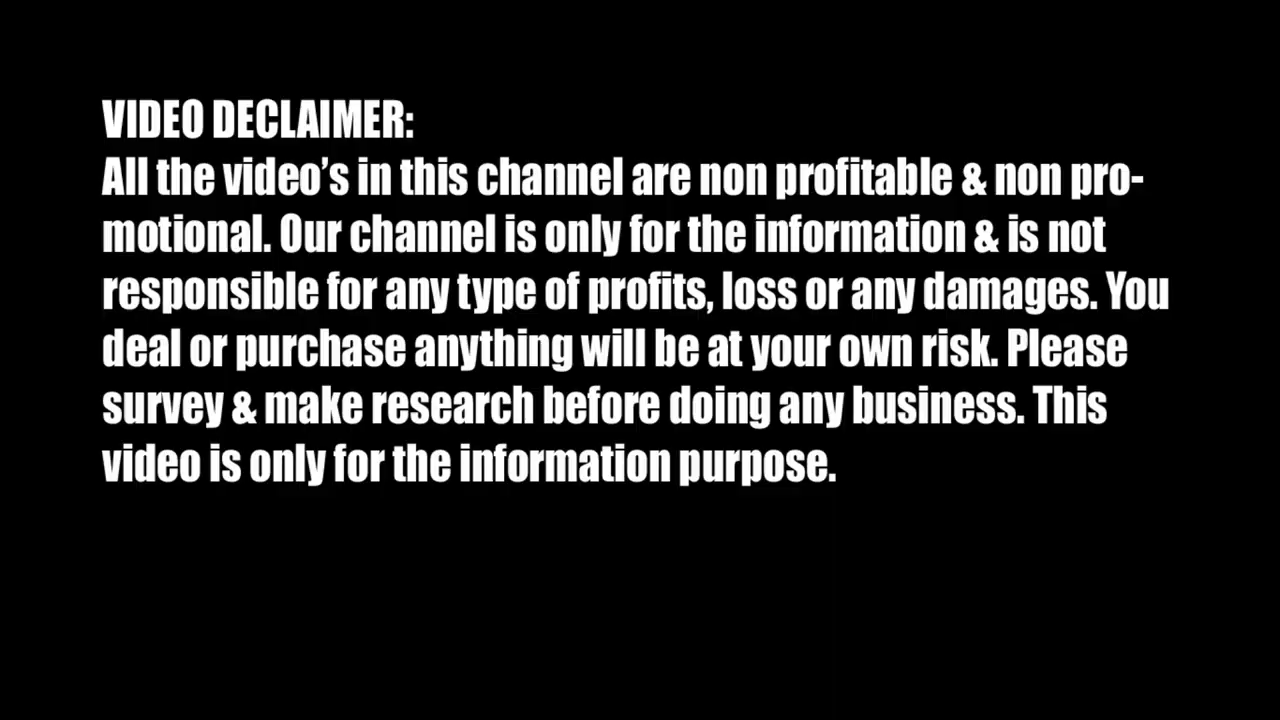 VIDEO DECLAIMER:
All the video’s in this channel are non profitable & non pro-
motional. Our channel is only for the information & is not
responsible for any type of profits, loss or any damages. You
deal or purchase anything will be at your own risk. Please
survey & make research before doing any business. This
video is only for the information purpose.